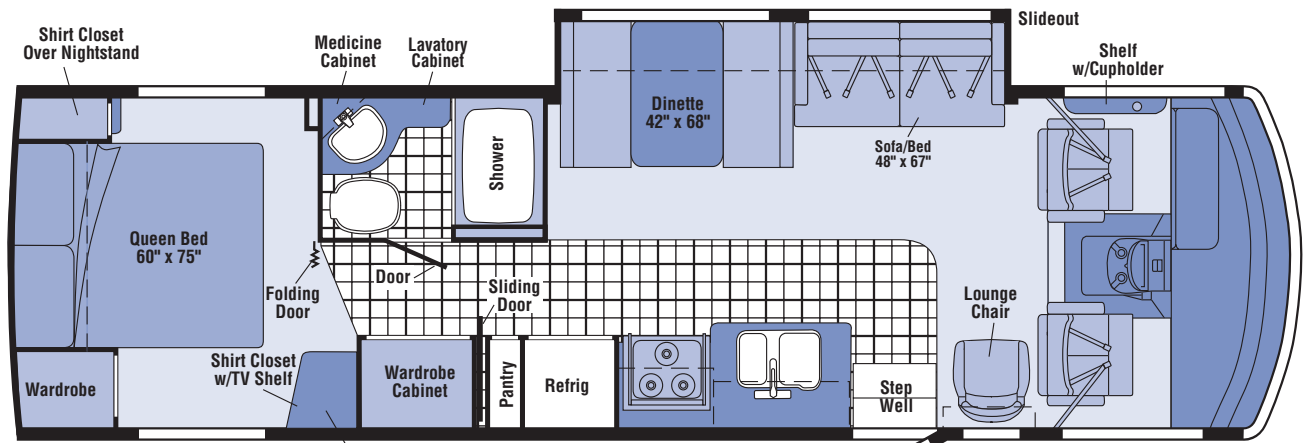 Shirt Closet
Over Nightstand
Medicine
Cabinet
Lavatory
Cabinet
Slideout
Shelf
w/Cupholder
Dinette
42" x 68"
Sofa/Bed
48" x 67"
Shower
Queen Bed
60" x 75"
Folding
Door
Door
Sliding
Door
Lounge
Chair
Shirt Closet
w/TV Shelf
Wardrobe
Wardrobe
Cabinet
Pantry
Refrig
Step
Well